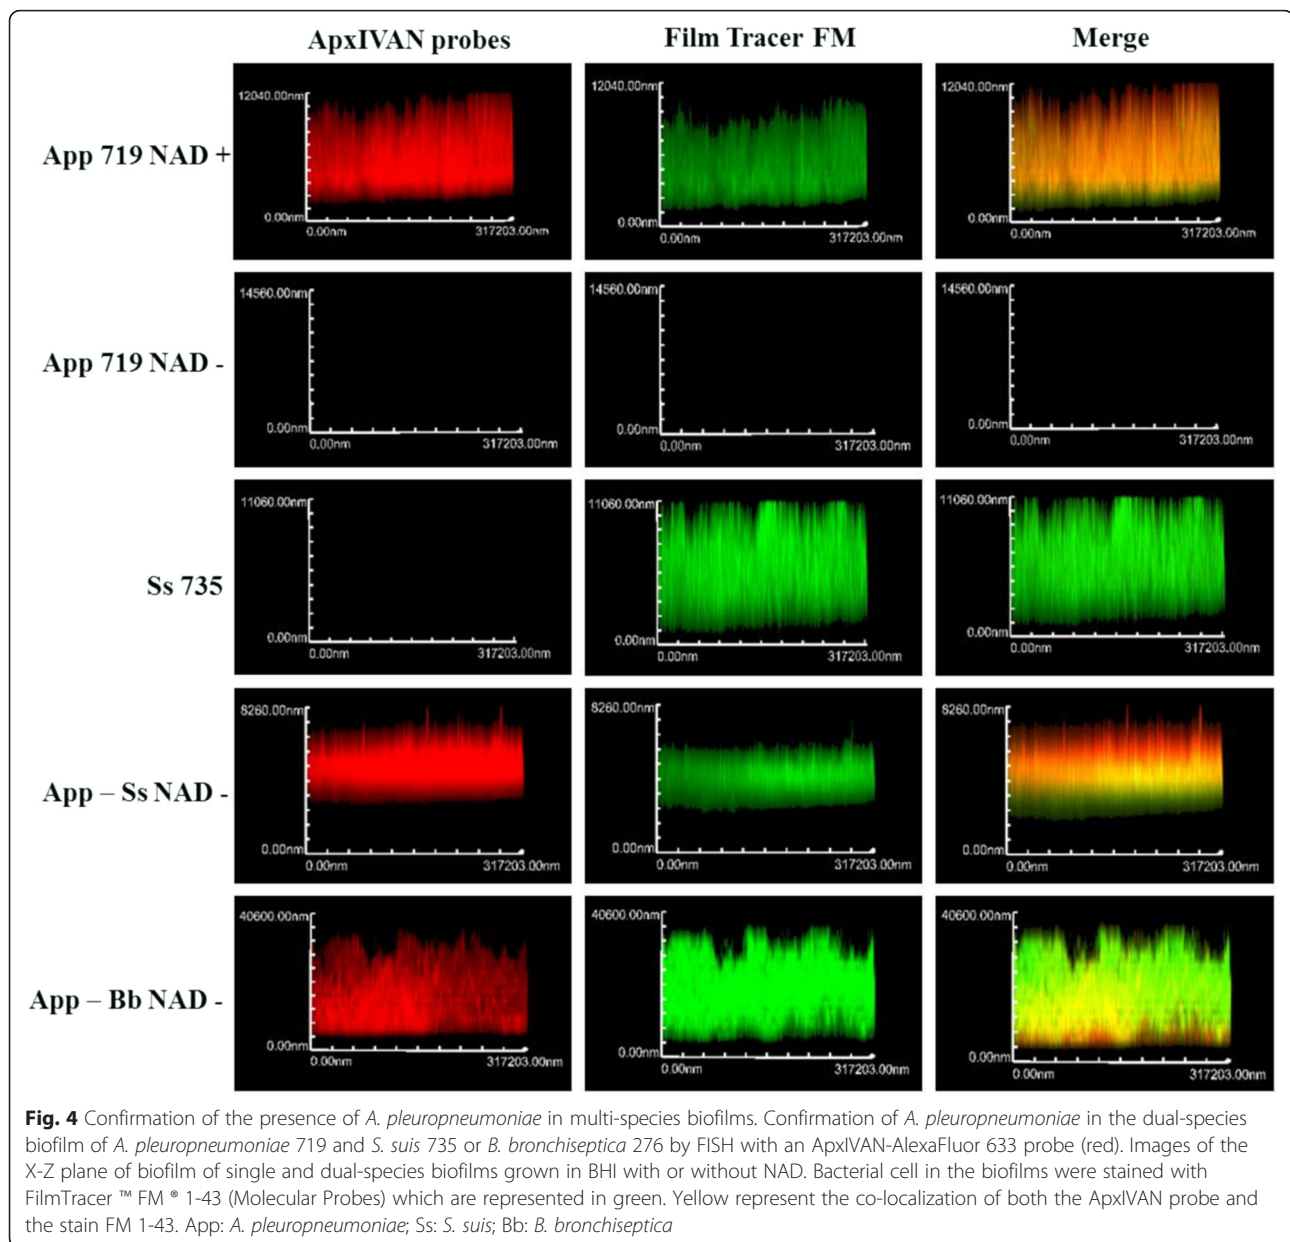 ApxIVAN probes Film Tracer FM Merge
App 719 NAD +
12040.00nm
0.00nm
0.00nm 317203.00nm
12040.00nm
0.00nm
0.00nm 317203.00nm
12040.00nm
0.00nm
0.00nm 317203.00nm
App 719 NAD -
14560.00nm
0.00nm
0.00nm 317203.00nm
14560.00nm
0.00nm
0.00nm 317203.00nm
14560.00nm
0.00nm
0.00nm 317203.00nm
Ss 735
11060.00nm
0.00nm
0.00nm 317203.00nm
11060.00nm
0.00nm
0.00nm 317203.00nm
11060.00nm
0.00nm
0.00nm 317203.00nm
App – Ss NAD -
8260.00nm
0.00nm
0.00nm 317203.00nm
8260.00nm
0.00nm
0.00nm 317203.00nm
8260.00nm
0.00nm
0.00nm 317203.00nm
App – Bb NAD -
40600.00nm
0.00nm
0.00nm 317203.00nm
40600.00nm
0.00nm
0.00nm 317203.00nm
40600.00nm
0.00nm
0.00nm 317203.00nm
Fig. 4 Confirmation of the presence of A. pleuropneumoniae in multi-species biofilms. Confirmation of A. pleuropneumoniae in the dual-species
biofilm of A. pleuropneumoniae 719 and S. suis 735 or B. bronchiseptica 276 by FISH with an ApxIVAN-AlexaFluor 633 probe (red). Images of the
X-Z plane of biofilm of single and dual-species biofilms grown in BHI with or without NAD. Bacterial cell in the biofilms were stained with
FilmTracer ™ FM ® 1-43 (Molecular Probes) which are represented in green. Yellow represent the co-localization of both the ApxIVAN probe and
the stain FM 1-43. App: A. pleuropneumoniae; Ss: S. suis; Bb: B. bronchiseptica